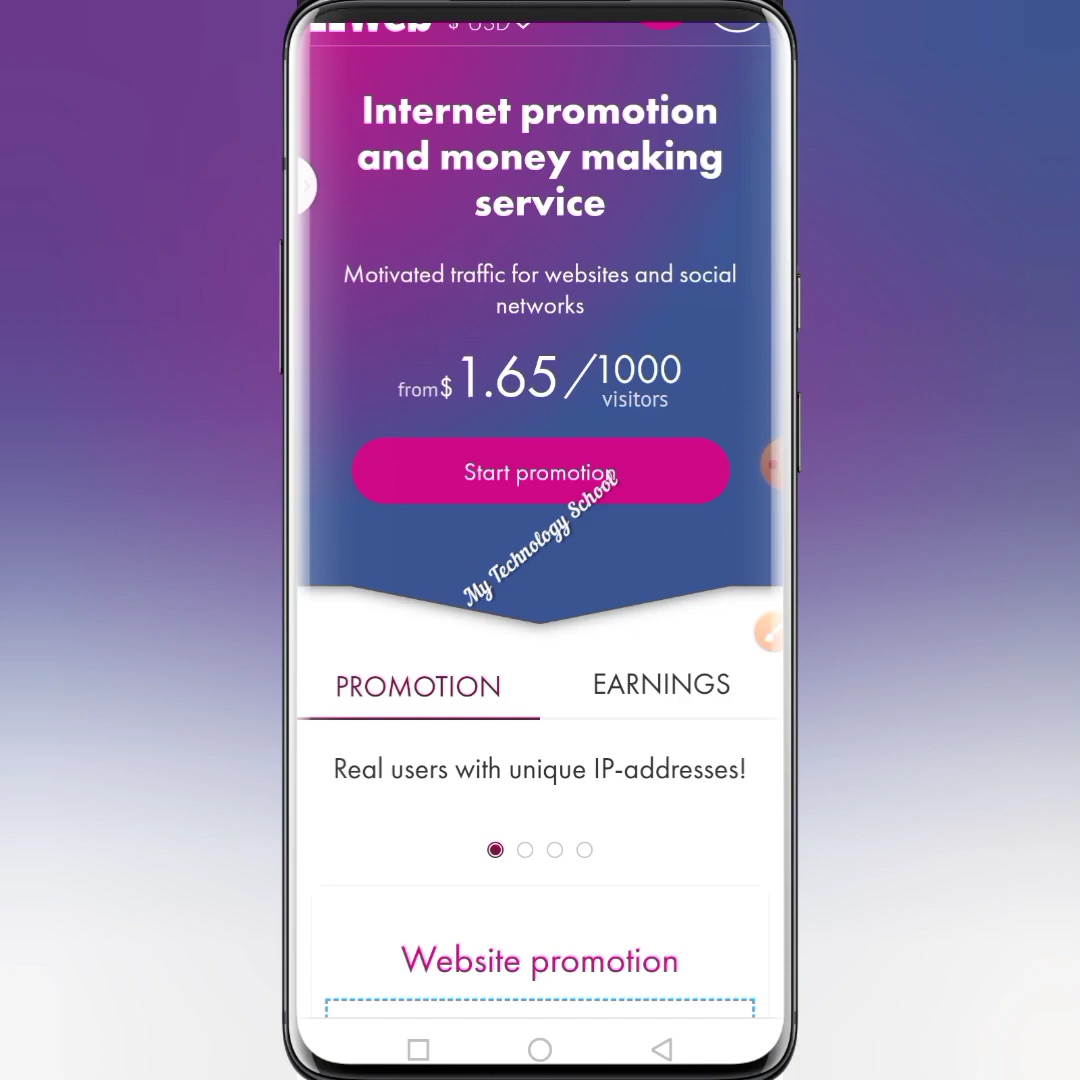 $ USD
Internet promotion
and money making
service
Motivated traffic for websites and social
networks
from $ 1.65 / 1000
visitors
Start promotion
My Technology School
PROMOTION
EARNINGS
Real users with unique IP-addresses!
Website promotion